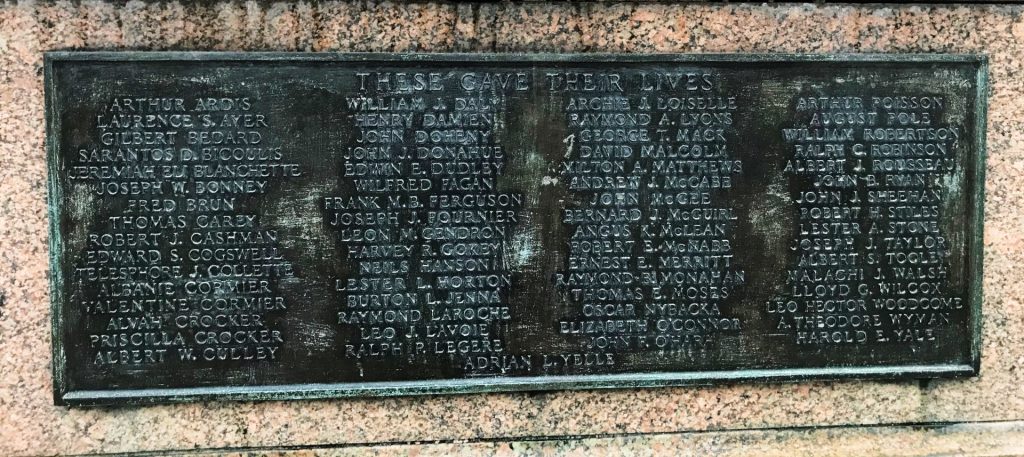 THESE GAVE THEIR LIVES
ARTHUR ARDYS
LAURENCE S. AYER
GILBERT BEDARD
SARANTOS D. BICOULIS
JEREMIAH ELI BLANCHETTE
JOSEPH W. BONNEY
FRED BRUN
THOMAS CAREY
ROBERT J. CASHMAN
EDWARD S. COGSWELL
TELESPHORE J. COLLETTE
ALBANIE CORMIER
VALENTINE CORMIER
ALVAH CROCKER
PRISCILLA CROCKER
ALBERT W. CULLEY
WILLIAM J. DALY
HENRY DAMIEN
JOHN DOHENY
JOHN J. DONAHUE
EDWIN E. DUDLEY
WILFRED FAGAN
FRANK M.B. FERGUSON
JOSEPH J. FOURNIER
LEON M. GENDRON
HARVEY E.
NEILS HANSON
LESTER L. HORTON
BURTON L. JENNA
RAYMOND LAROCHE
LEO J. LAVOIE
RALPH P. LEGERE
ARCHIE J. LOISELLE
RAYMOND A. LYONS
GEORGE T. MACK
DAVID MALCOLM
MILTON A. MATTHEWS
ANDREW J. McCABE
JOHN McGEE
BERNARD J. McGUIRL
ANGUS K. McLEAN
ROBERT E. McNABB
ERNEST E. MERRITT
RAYMOND B. MONAHAN
THOMAS E. MOSES
OSCAR NYBACKA
ELIZABETH O'CONNOR
JOHN F. O'HARA
ARTHUR POISSON
AUGUST POLE
WILLIAM ROBERTSON
RALPH C. ROBINSON
ALBERT J. ROUSSEAU
JOHN
JOHN J. SHEEHAN
ROBERT H. STILES
LESTER A. STONE
JOSEPH J. TAYLOR
ALBERT S.
MALACHI J. WALSH
LLOYD G. WILCOX
LEO HECTOR WOODCOME
A. THEODORE WYMAN
HAROLD E. YALE
ADRIAN L. YELLE